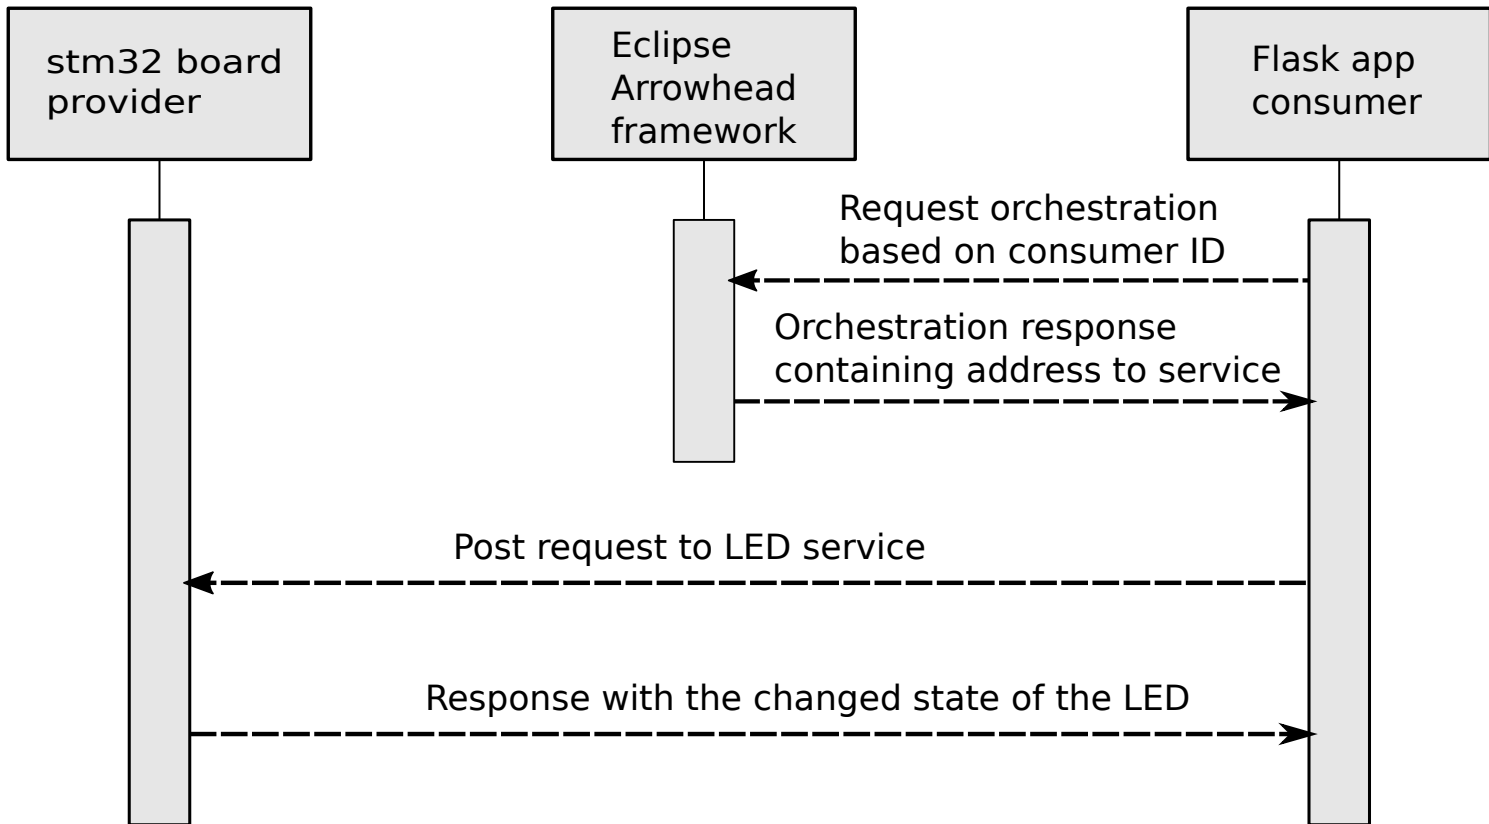 stm32 board
provider
Eclipse
Arrowhead
framework
Flask app
consumer
Request orchestration
based on consumer ID
Orchestration response
containing address to service
Post request to LED service
Response with the changed state of the LED